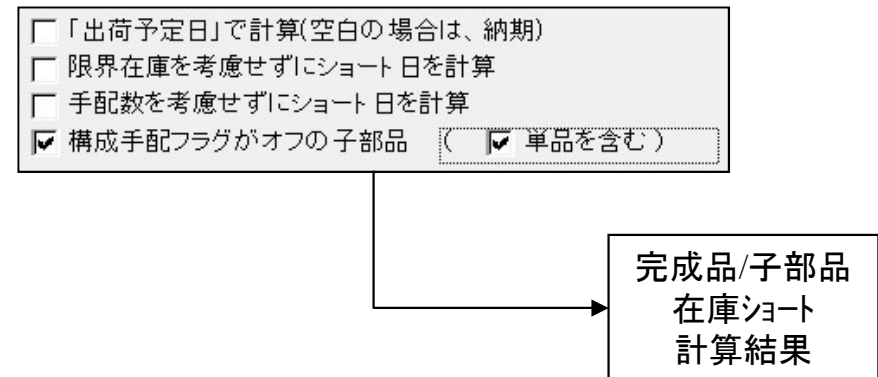 「出荷予定日」で計算(空白の場合は、納期)
限界在庫を考慮せずにショート日を計算
手配数を考慮せずにショート日を計算
構成手配フラグがオフの子部品 ( 単品を含む )
完成品/子部品
在庫ショート
計算結果